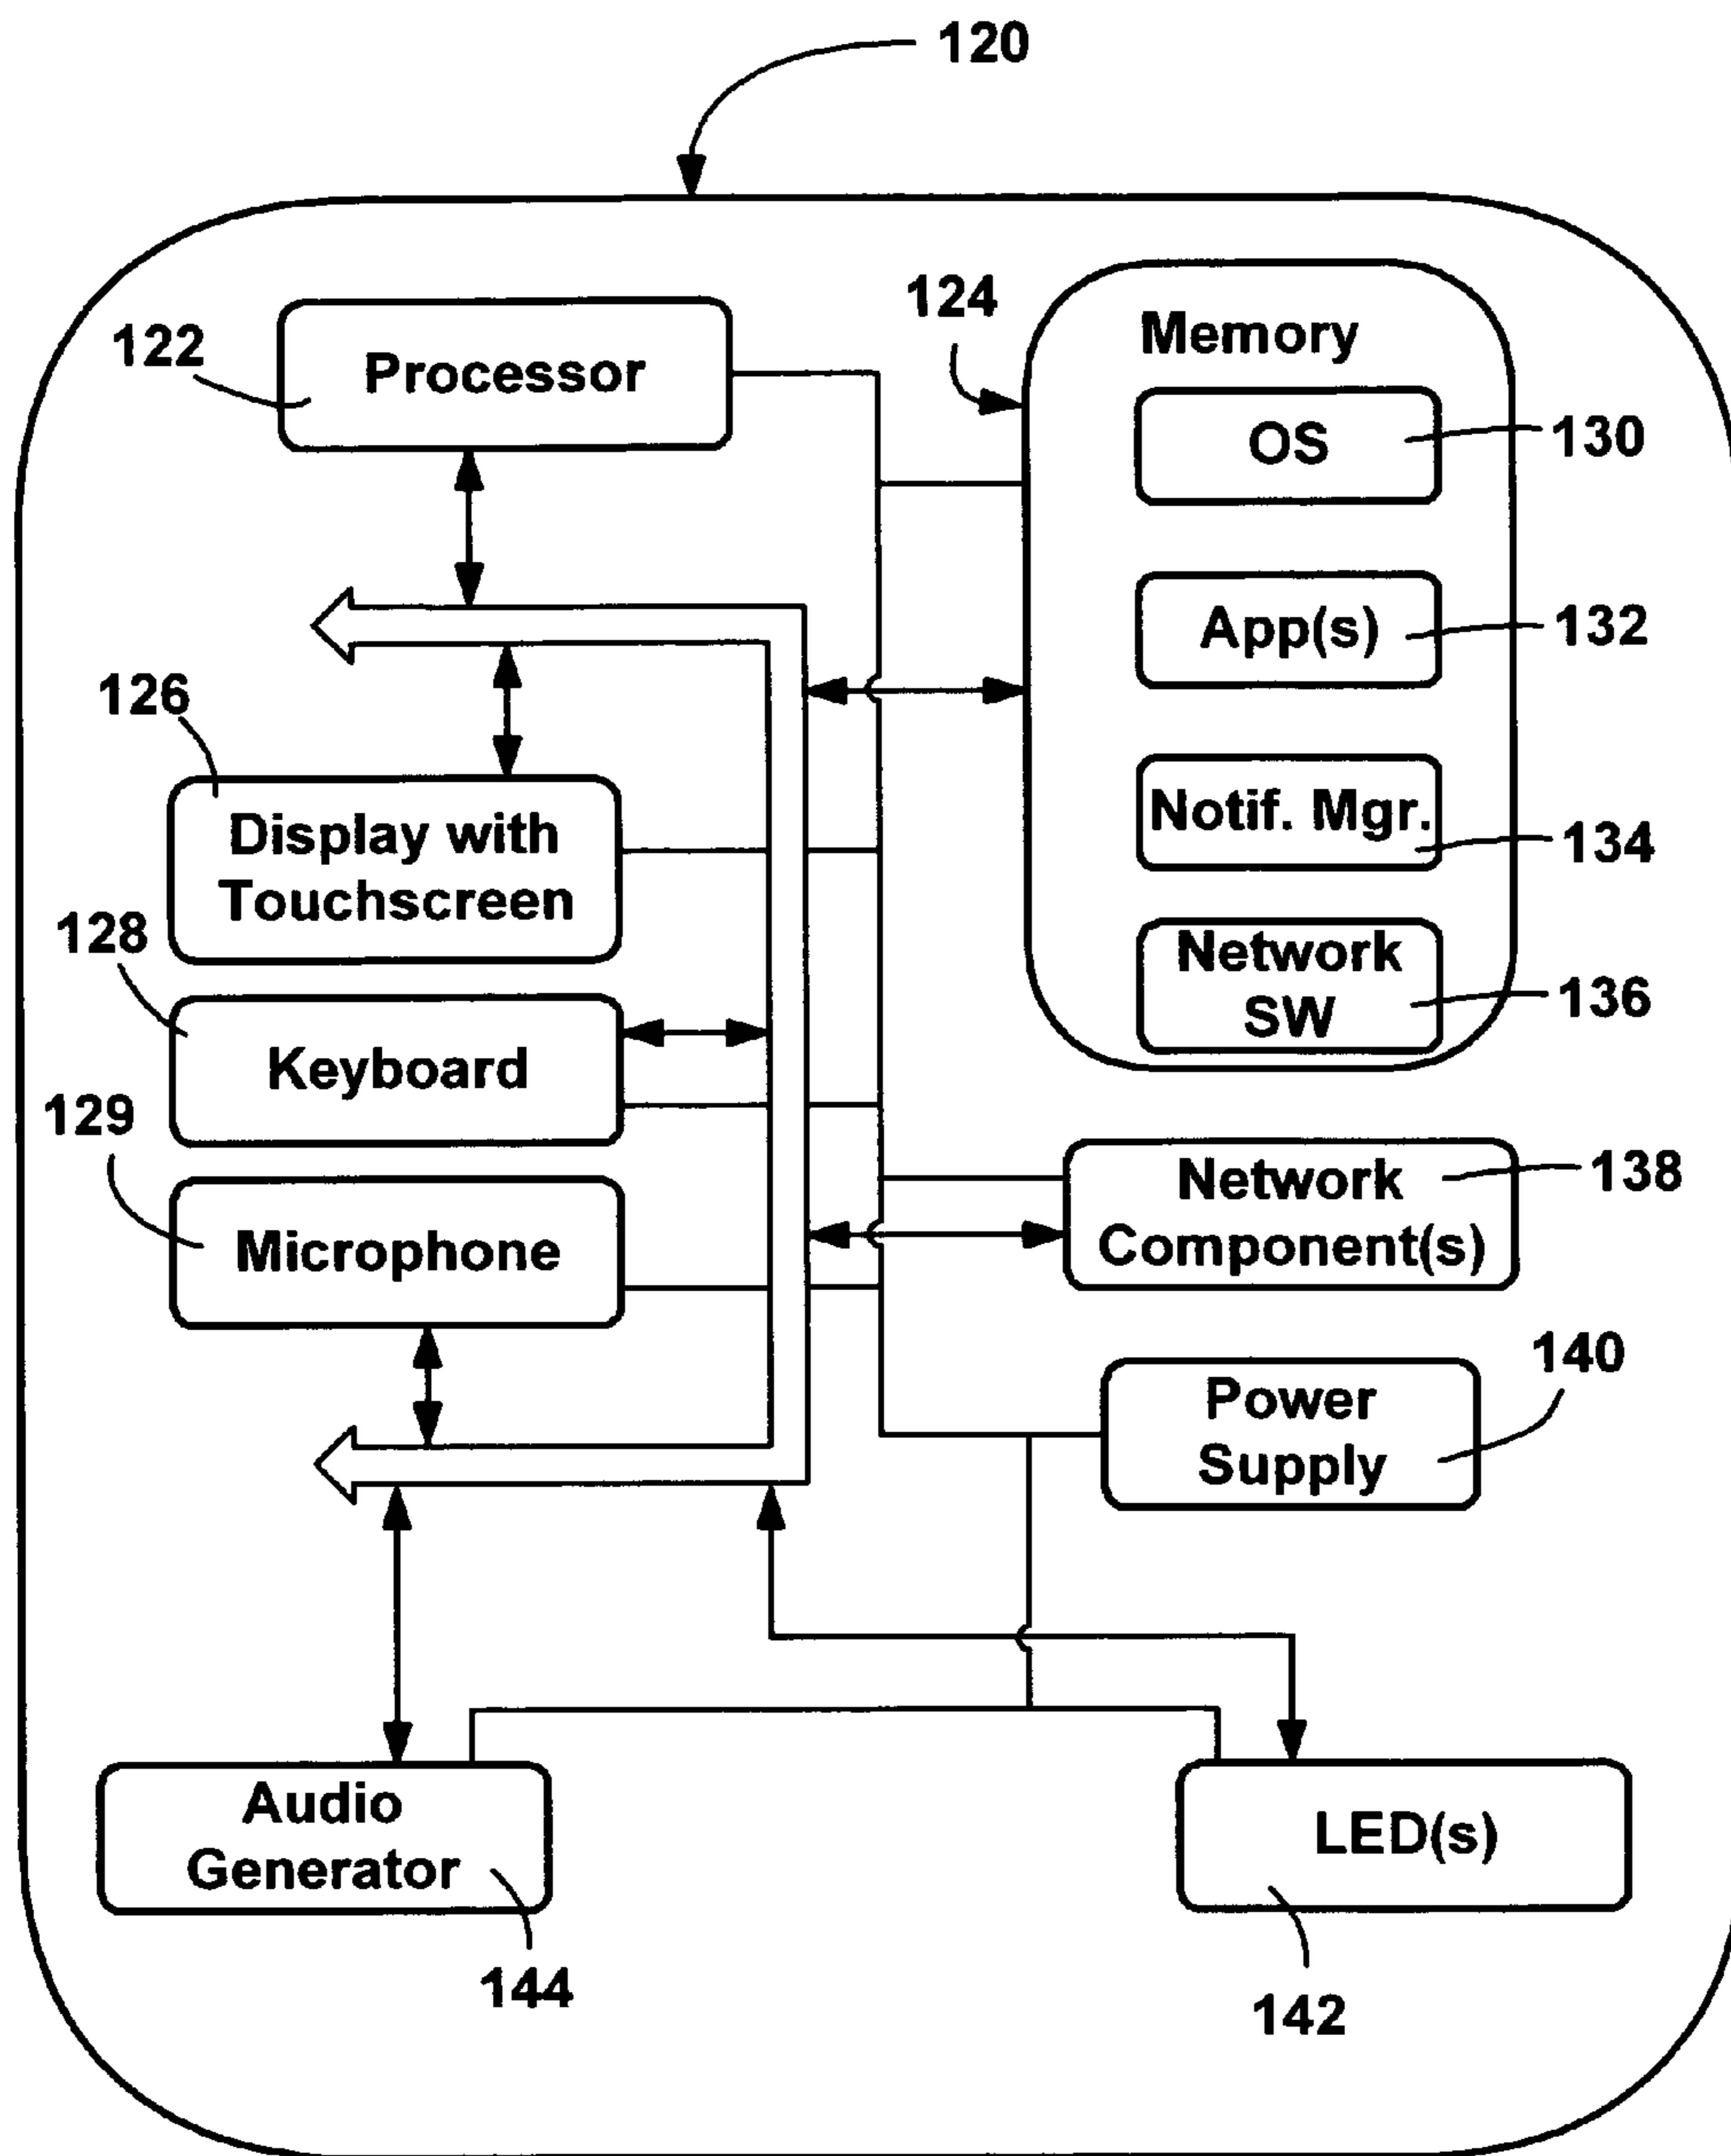 120
124
Memory
122
Processor
OS
130
App(s)
132
126
Display with
Touchscreen
Notif. Mgr.
134
128
Network
SW
136
Keyboard
129
Network
Component(s)
138
Microphone
140
Power
Supply
Audio
Generator
LED(s)
144
142